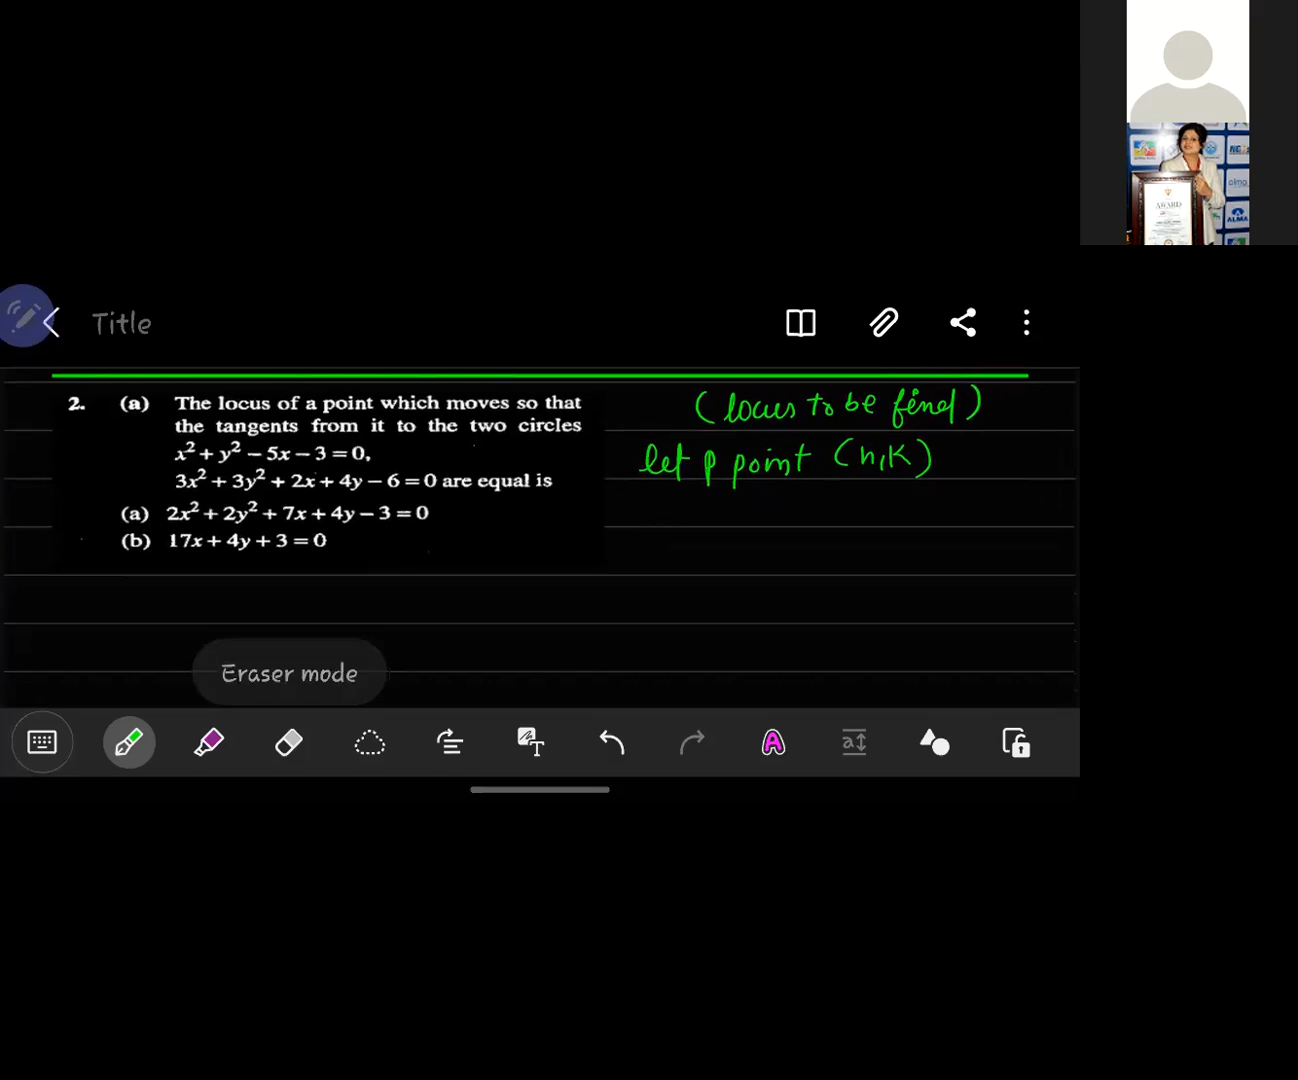 AWARD
ALMA
Title
2. (a) The locus of a point which moves so that
the tangents from it to the two circles
x² + y² − 5x − 3 = 0,
3x² + 3y² + 2x + 4y − 6 = 0 are equal is
(a) 2x² + 2y² + 7x + 4y − 3 = 0
(b) 17x + 4y + 3 = 0
(locus to be find)
let P point (h, K)
Eraser mode
T
A
a